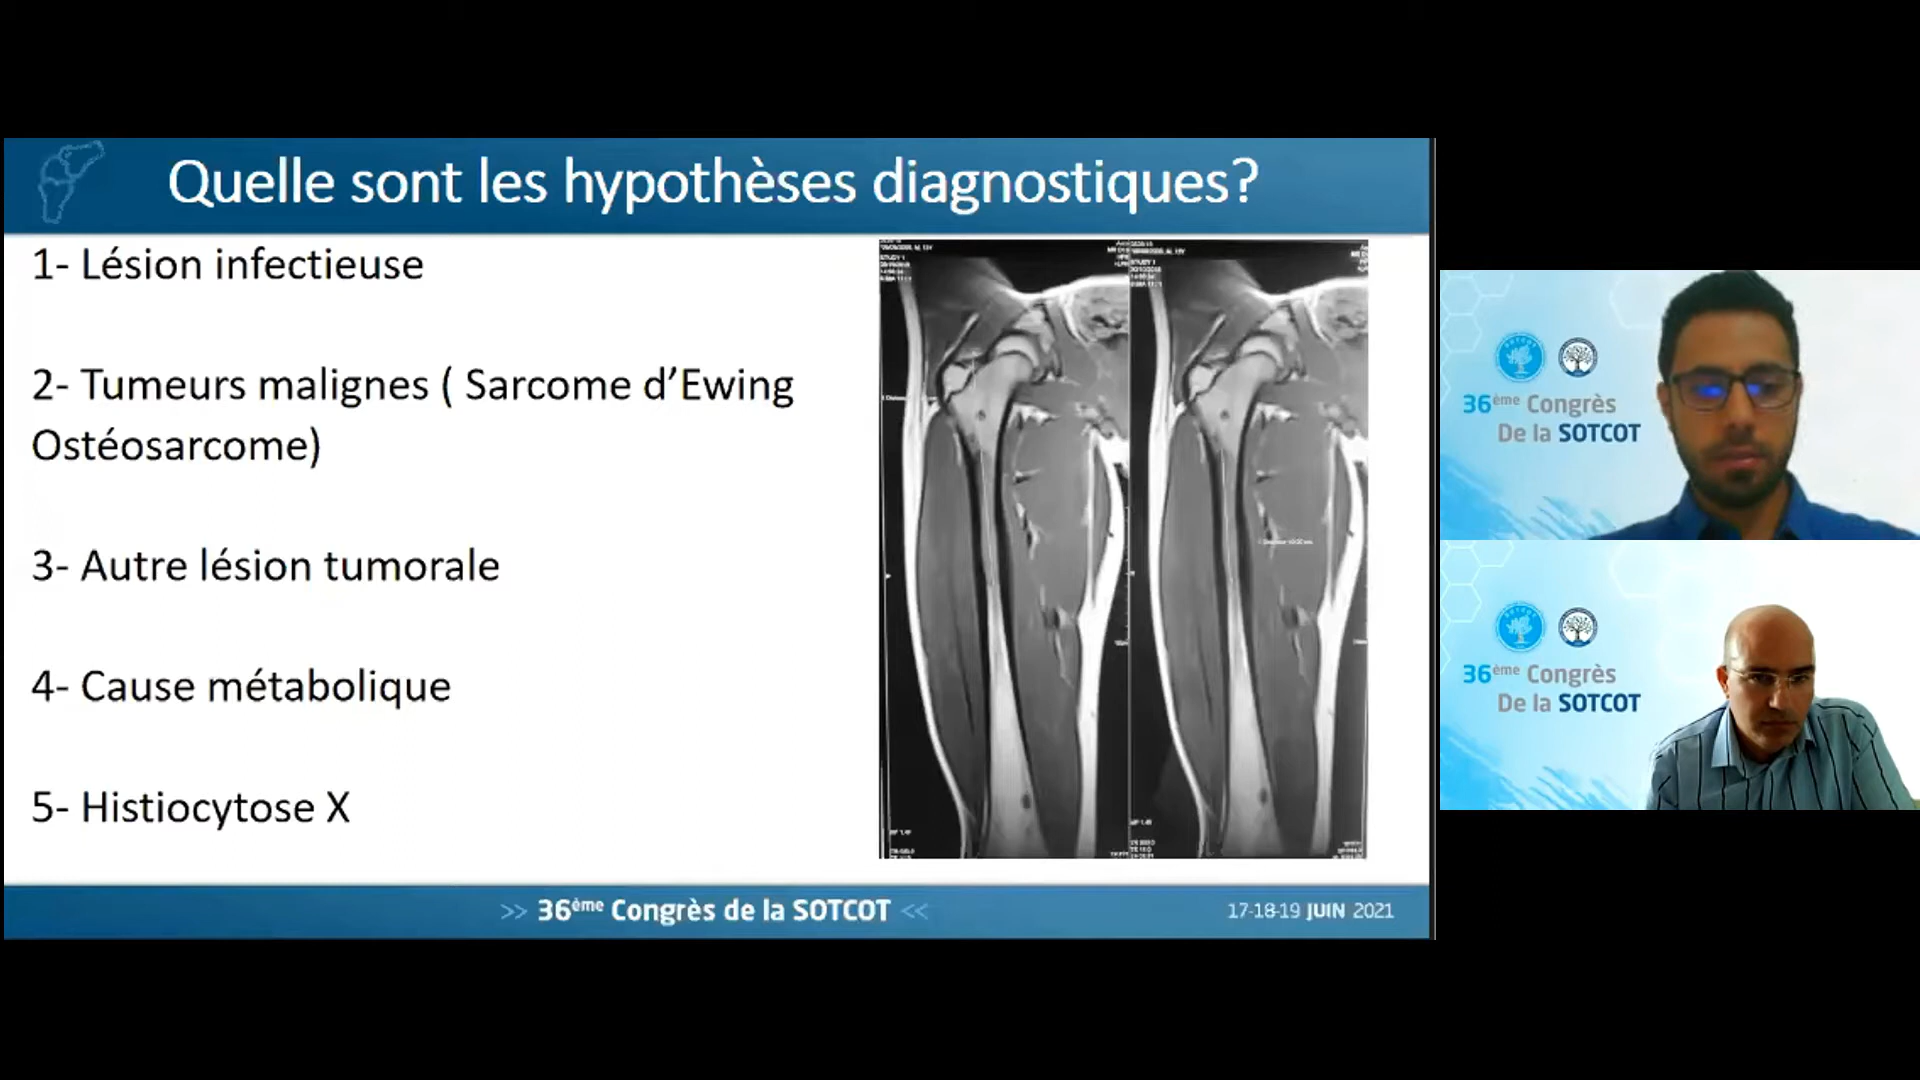 Quelle sont les hypothèses diagnostiques?
1- Lésion infectieuse
2- Tumeurs malignes ( Sarcome d’Ewing
Ostéosarcome)
3- Autre lésion tumorale
4- Cause métabolique
5- Histiocytose X
>> 36ème Congrès de la SOTCOT <<
17-18-19 JUIN 2021
36ème Congrès
De la SOTCOT
36ème Congrès
De la SOTCOT